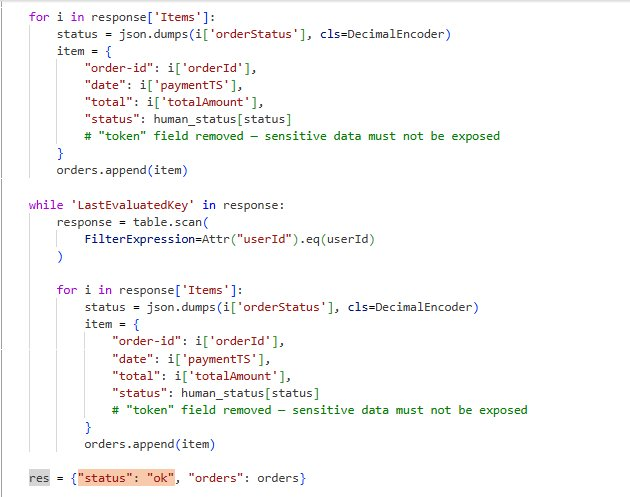 for i in response['Items']:
    status = json.dumps(i['orderStatus'], cls=DecimalEncoder)
    item = {
        "order-id": i['orderId'],
        "date": i['paymentTS'],
        "total": i['totalAmount'],
        "status": human_status[status]
        # "token" field removed — sensitive data must not be exposed
    }
    orders.append(item)
while 'LastEvaluatedKey' in response:
    response = table.scan(
        FilterExpression=Attr("userId").eq(userId)
    )
    for i in response['Items']:
        status = json.dumps(i['orderStatus'], cls=DecimalEncoder)
        item = {
            "order-id": i['orderId'],
            "date": i['paymentTS'],
            "total": i['totalAmount'],
            "status": human_status[status]
            # "token" field removed — sensitive data must not be exposed
        }
        orders.append(item)
res = {"status": "ok", "orders": orders}